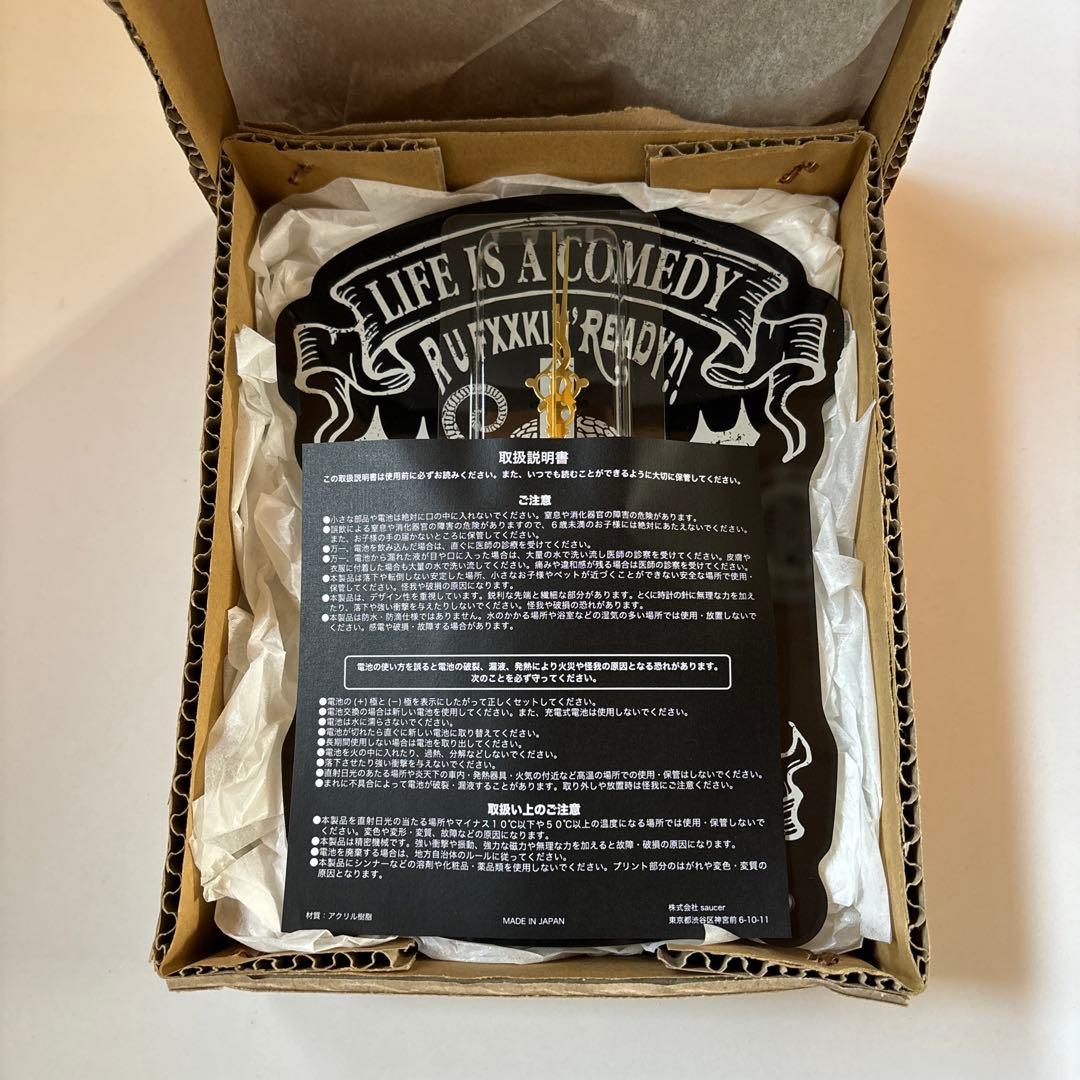 LIFE IS A COMEDY
R U FXXKIN' READY?!
取扱説明書
この取扱説明書は使用前に必ずお読みください。また、いつでも読むことができるように大切に保管してください。
ご注意
●小さな部品や電池は絶対に口の中に入れないでください。窒息や消化器官の障害の危険があります。
●誤飲による窒息や消化器官の障害の危険がありますので、6歳未満のお子様には絶対にあたえないでください。
また、お子様の手の届かないところに保管してください。
●万一、電池を飲み込んだ場合は、直ぐに医師の診療を受けてください。
●万一、電池から漏れた液が目や口に入った場合は、大量の水で洗い流し医師の診察を受けてください。皮膚や
衣服に付着した場合も大量の水で洗い流してください。痛みや違和感が残る場合は医師の診察を受けてください。
●本製品は落下や転倒しない安定した場所、小さなお子様やペットが近づくことができない安全な場所で使用・
保管してください。怪我や破損の原因になります。
●本製品は、デザイン性を重視しています。鋭利な先端と繊細な部分があります。とくに時計の針に無理な力を加え
たり、落下や強い衝撃を与えたりしないでください。怪我や破損の恐れがあります。
●本製品は防水・防滴仕様ではありません。水のかかる場所や浴室などの湿気の多い場所では使用・放置しないで
ください。感電や破損・故障する場合があります。
電池の使い方を誤ると電池の破裂、漏液、発熱により火災や怪我の原因となる恐れがあります。
次のことを必ず守ってください。
●電池の (+) 極と (−) 極を表示にしたがって正しくセットしてください。
●電池交換の場合は新しい電池を使用してください。また、充電式電池は使用しないでください。
●電池は水に濡らさないでください。
●電池が切れたら直ぐに新しい電池に取り替えてください。
●長期間使用しない場合は電池を取り出してください。
●電池を火の中に入れたり、過熱、分解などしないでください。
●落下させたり強い衝撃を与えないでください。
●直射日光のあたる場所や炎天下の車内・発熱器具・火気の付近など高温の場所での使用・保管はしないでください。
●まれに不具合によって電池が破裂・漏液することがあります。取り外しや放置時は怪我にご注意ください。
取扱い上のご注意
●本製品を直射日光の当たる場所やマイナス10℃以下や50℃以上の温度になる場所では使用・保管しないで
ください。変色や変形・変質、故障などの原因になります。
●本製品は精密機械です。強い衝撃や振動、強力な磁力や無理な力を加えると故障・破損の原因になります。
●電池を廃棄する場合は、地方自治体のルールに従ってください。
●本製品にシンナーなどの溶剤や化粧品・薬品類を使用しないでください。プリント部分のはがれや変色・変質の
原因となります。
材質：アクリル樹脂
MADE IN JAPAN
株式会社 saucer
東京都渋谷区神宮前 6-10-11